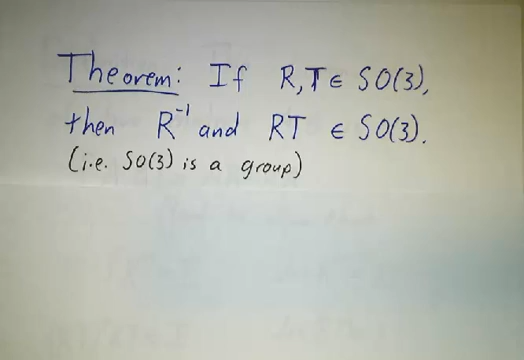 Theorem: If R,T ∈ SO(3),
then R⁻¹ and RT ∈ SO(3).
(i.e. SO(3) is a group)